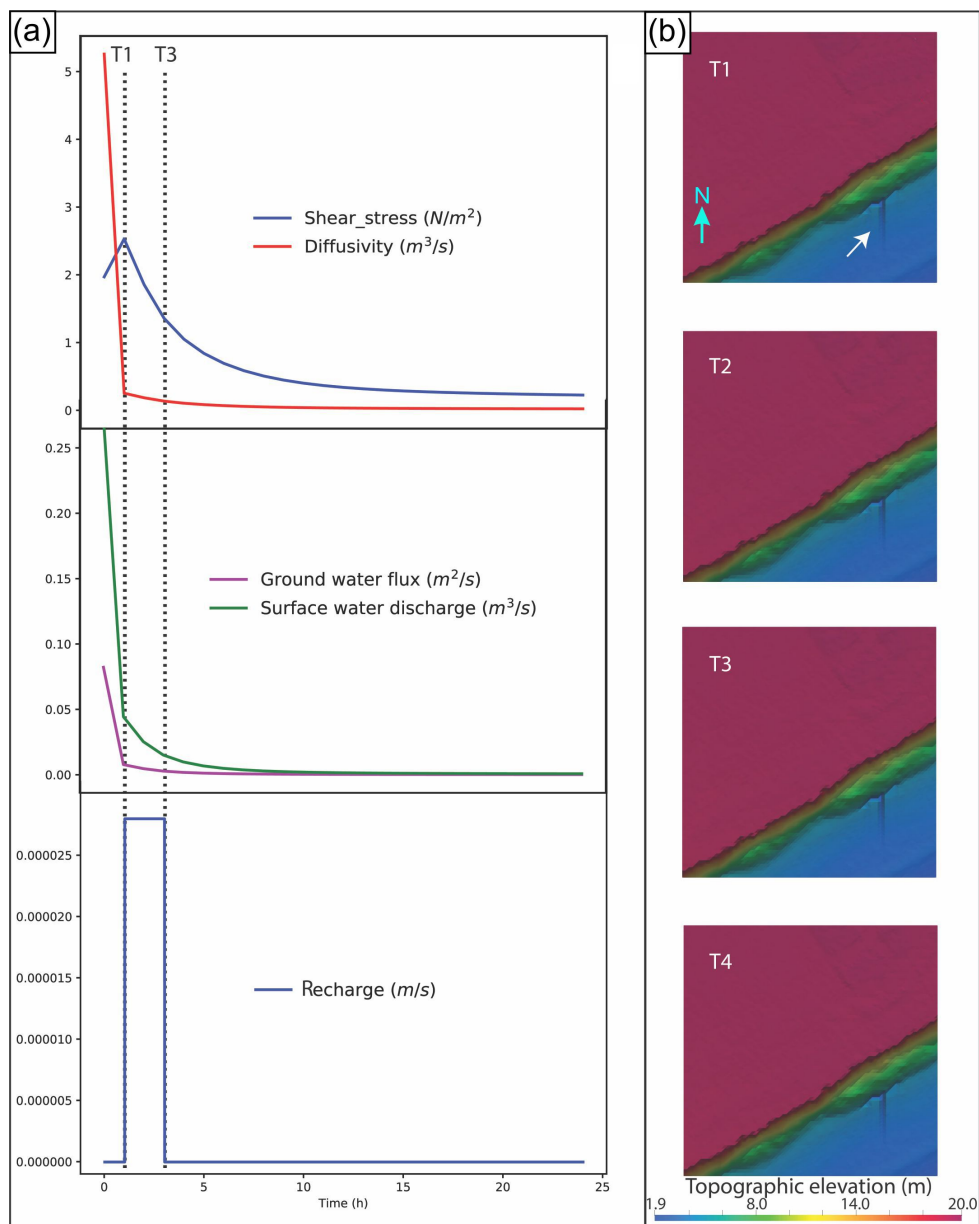 (a)
T1 T3
5
4
3
2
1
0
Shear_stress (N/m²)
Diffusivity (m³/s)
0.25
0.20
0.15
0.10
0.05
0.00
Ground water flux (m²/s)
Surface water discharge (m³/s)
0.000025
0.000020
0.000015
0.000010
0.000005
0.000000
Recharge (m/s)
0 5 10 15 20 25
Time (h)
(b)
T1
N
T2
T3
T4
Topographic elevation (m)
1.9 8.0 14.0 20.0